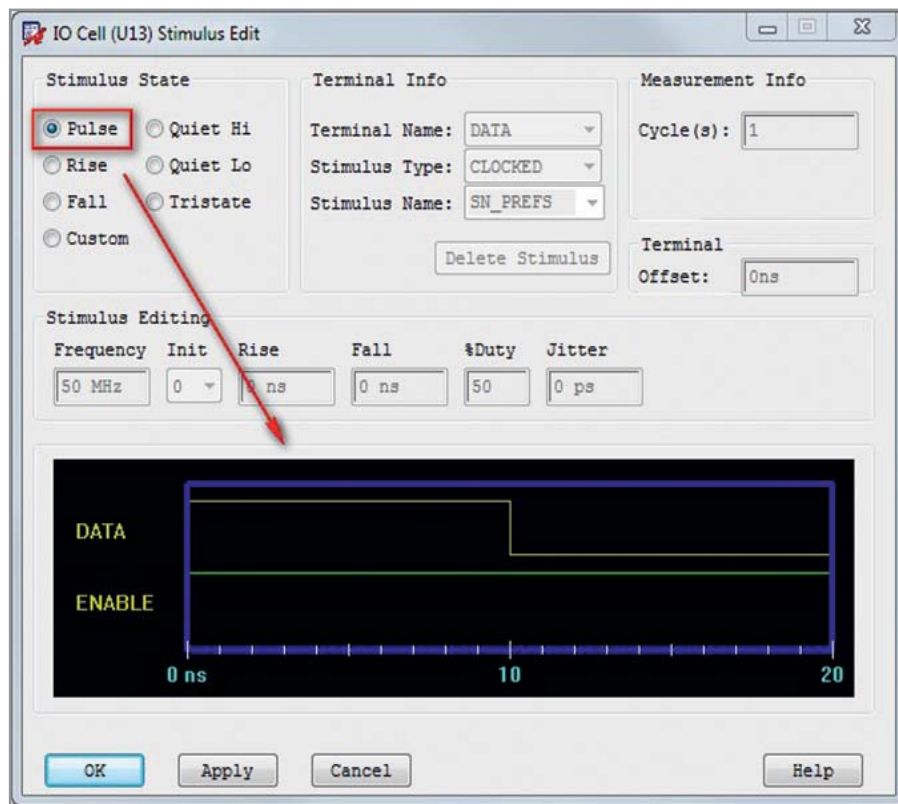 IO Cell (U13) Stimulus Edit
Stimulus State
Pulse
Quiet Hi
Rise
Quiet Lo
Fall
Tristate
Custom
Terminal Info
Terminal Name: DATA
Stimulus Type: CLOCKED
Stimulus Name: SN_PREFS
Delete Stimulus
Measurement Info
Cycle(s): 1
Terminal
Offset: 0ns
Stimulus Editing
Frequency Init Rise Fall %Duty Jitter
50 MHz 0 0 ns 0 ns 50 0 ps
DATA
ENABLE
0 ns 10 20
OK Apply Cancel Help